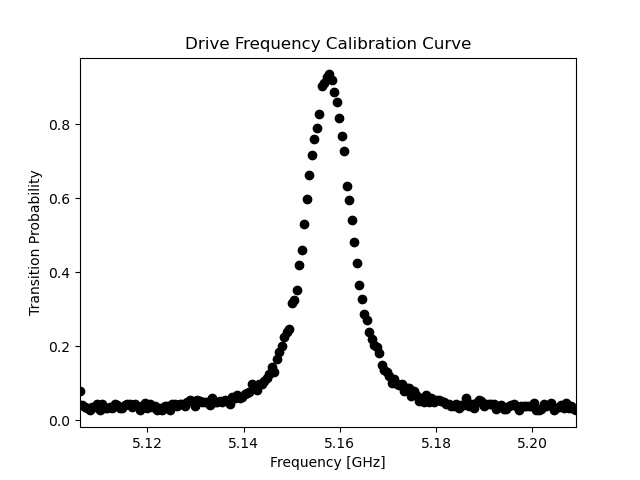 Drive Frequency Calibration Curve
Transition Probability
0.8
0.6
0.4
0.2
0.0
5.12 5.14 5.16 5.18 5.20
Frequency [GHz]